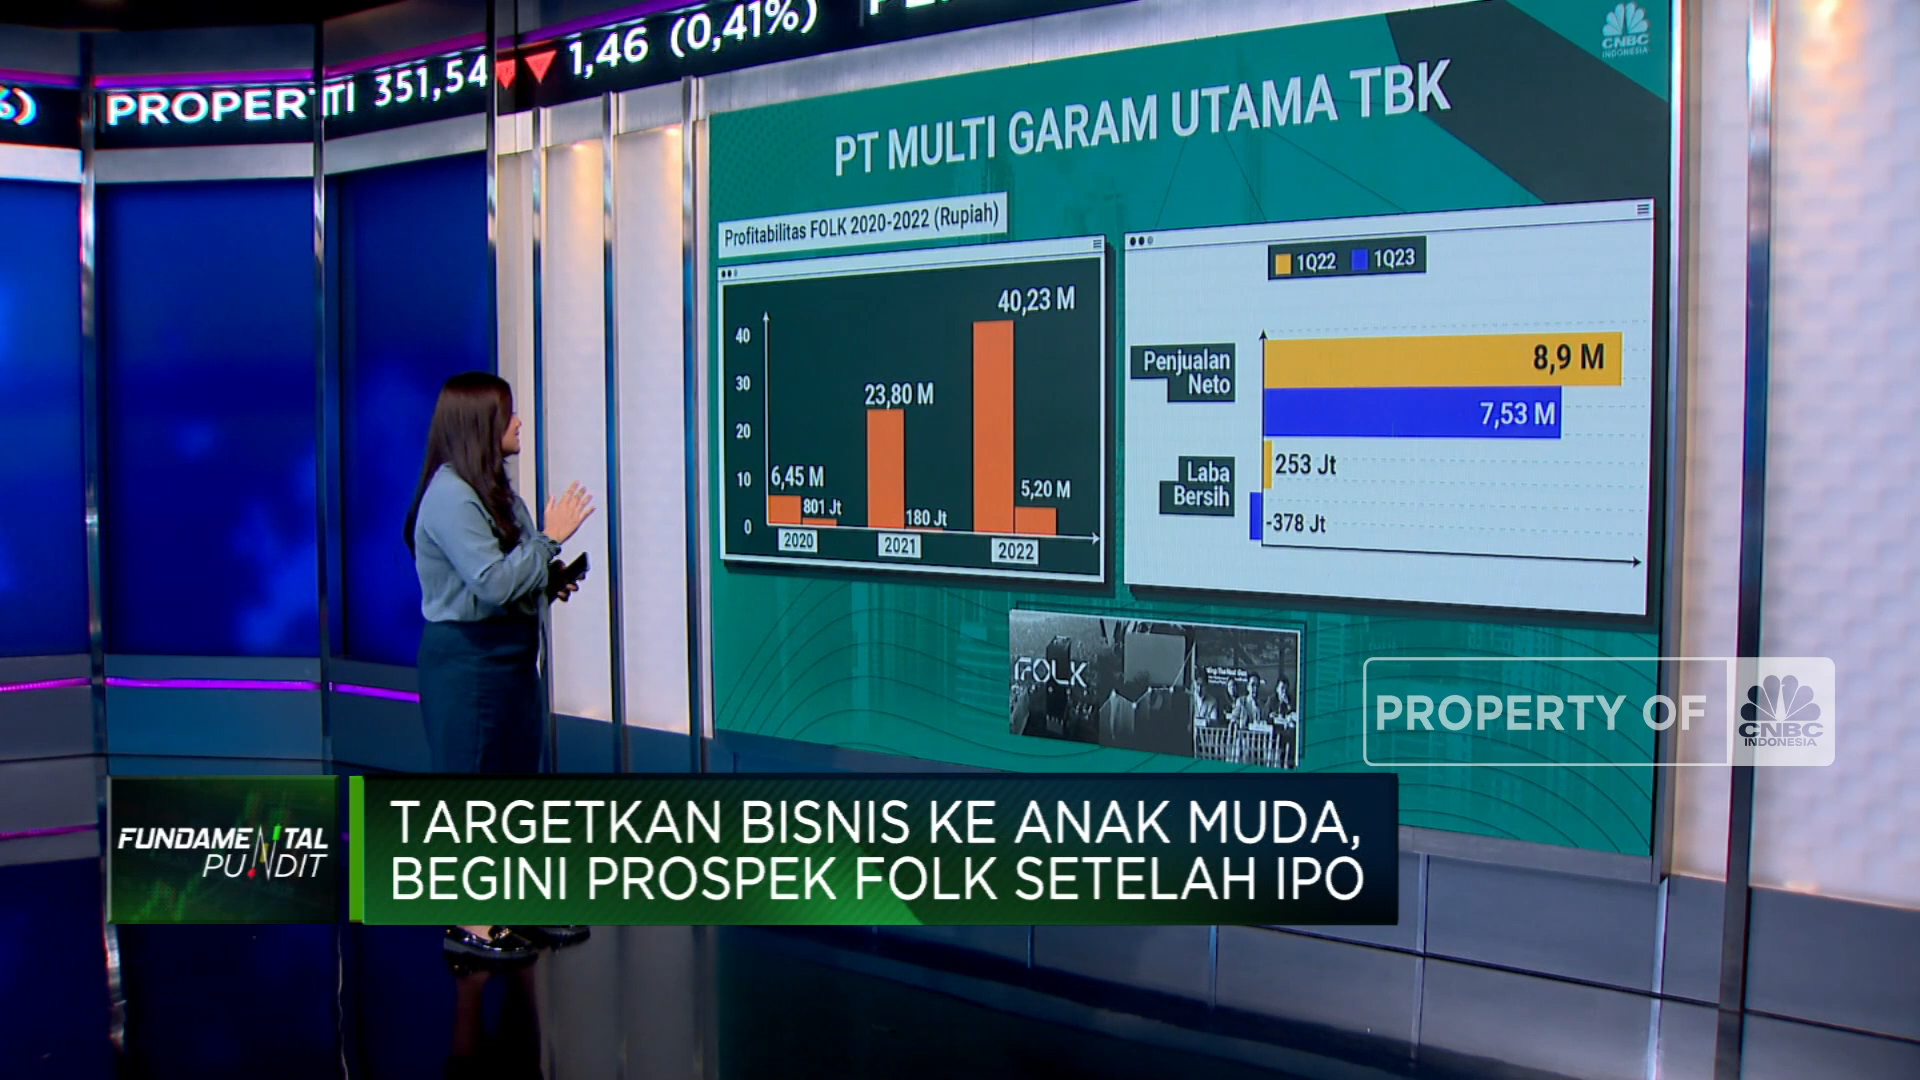 %)
PROPERTI 351,54 1,46 (0,41%)
CNBC
INDONESIA
PT MULTI GARAM UTAMA TBK
Profitabilitas FOLK 2020-2022 (Rupiah)
40
30
20
10
0
6,45 M
801 Jt
2020
23,80 M
180 Jt
2021
40,23 M
5,20 M
2022
1Q22
1Q23
Penjualan
Neto
8,9 M
7,53 M
Laba
Bersih
253 Jt
-378 Jt
FOLK
PROPERTY OF
CNBC
INDONESIA
FUNDAMENTAL
PUNDIT
TARGETKAN BISNIS KE ANAK MUDA,
BEGINI PROSPEK FOLK SETELAH IPO